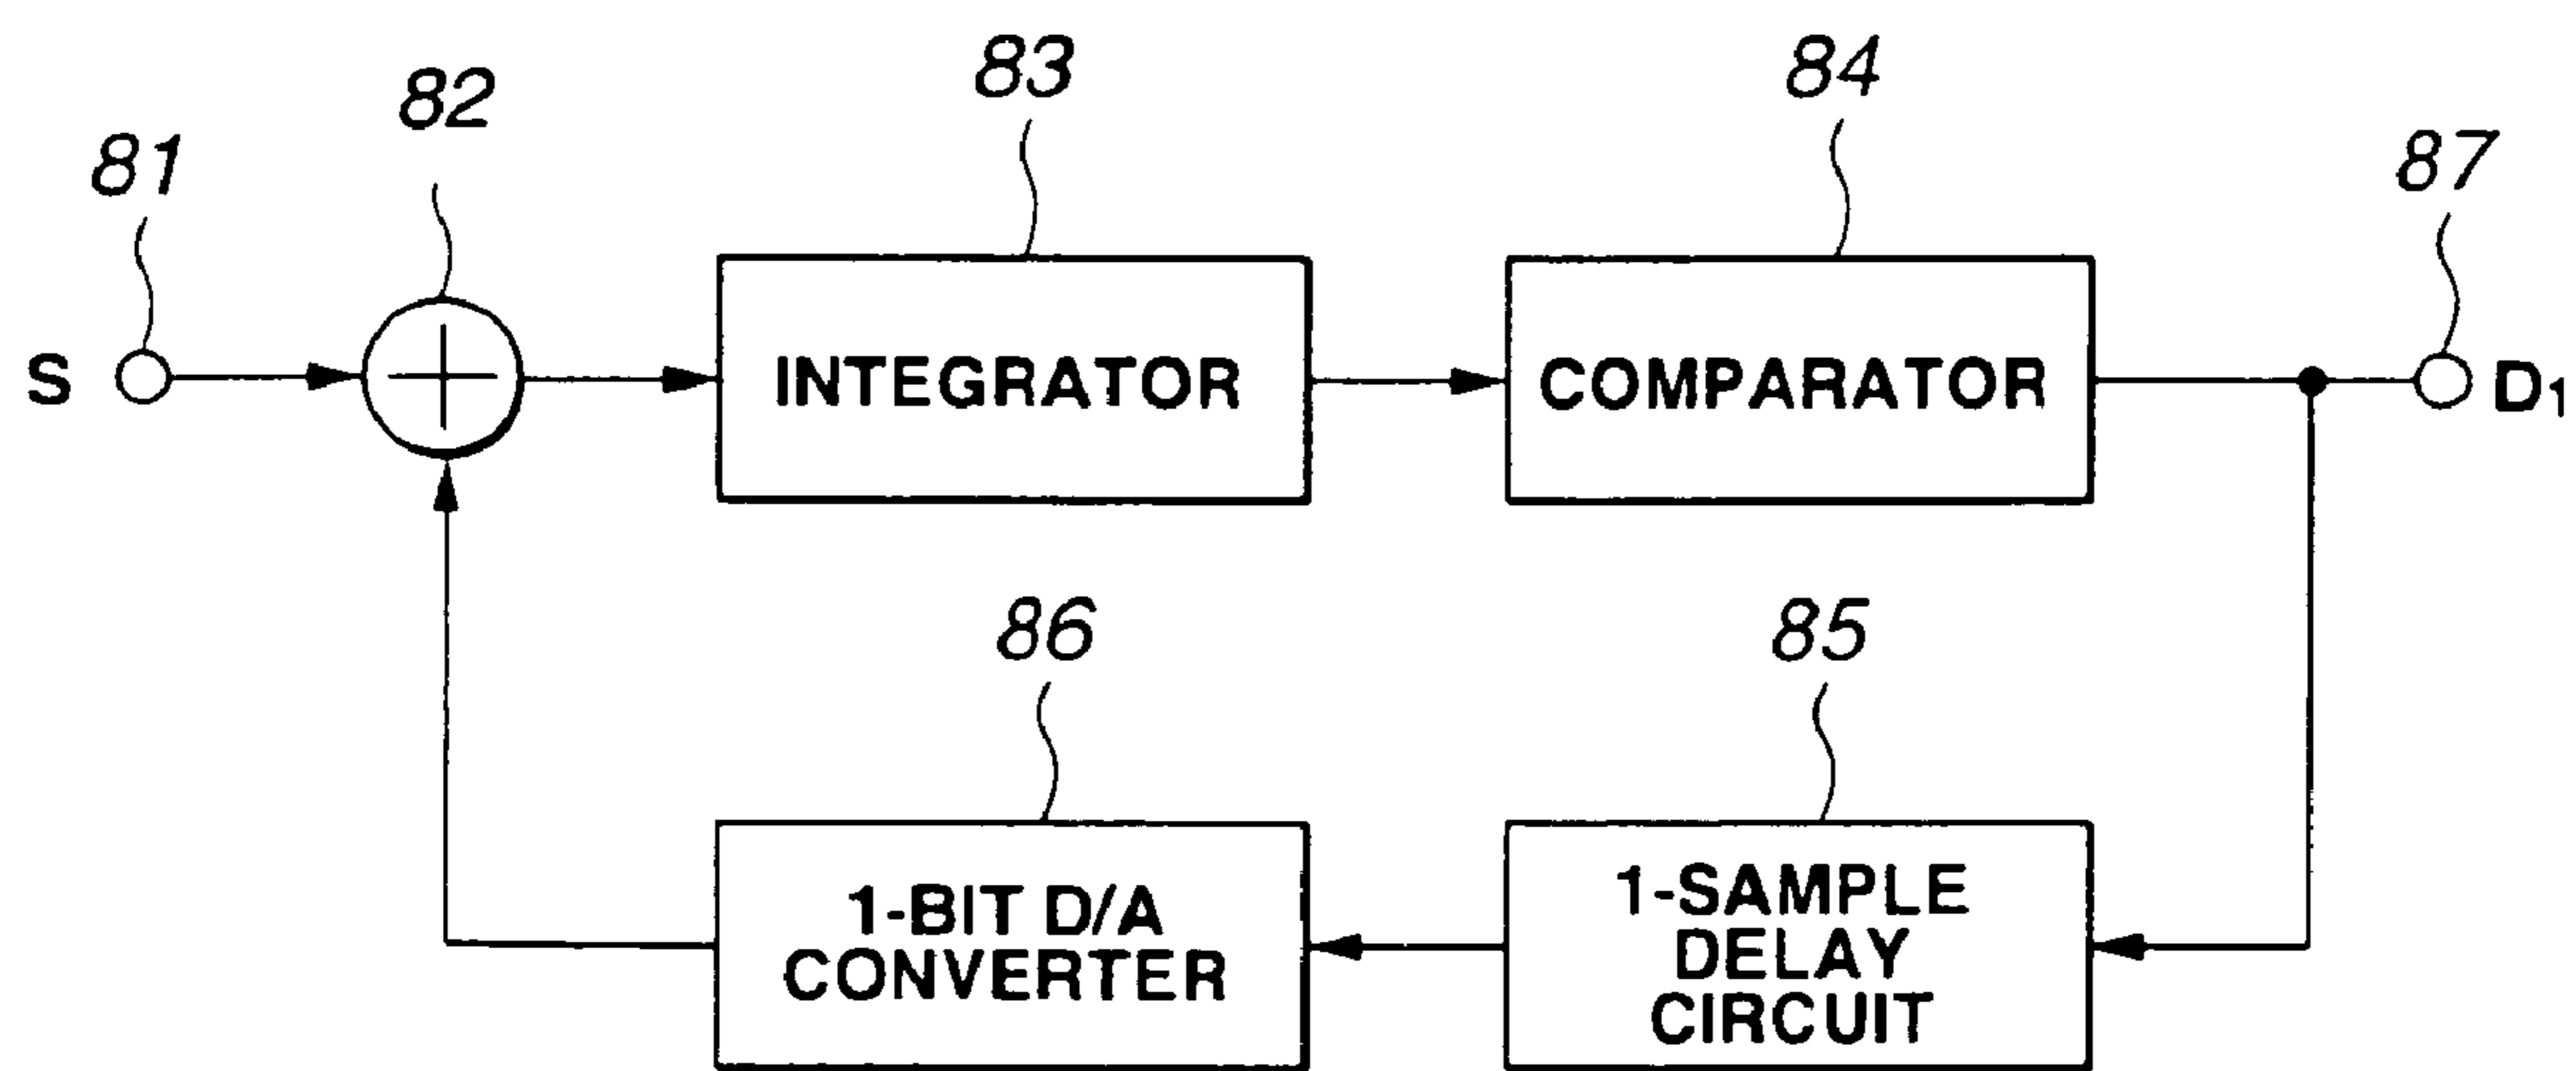 83
84
82
81
87
S
INTEGRATOR
COMPARATOR
D1
86
85
1-BIT D/A
CONVERTER
1-SAMPLE
DELAY
CIRCUIT